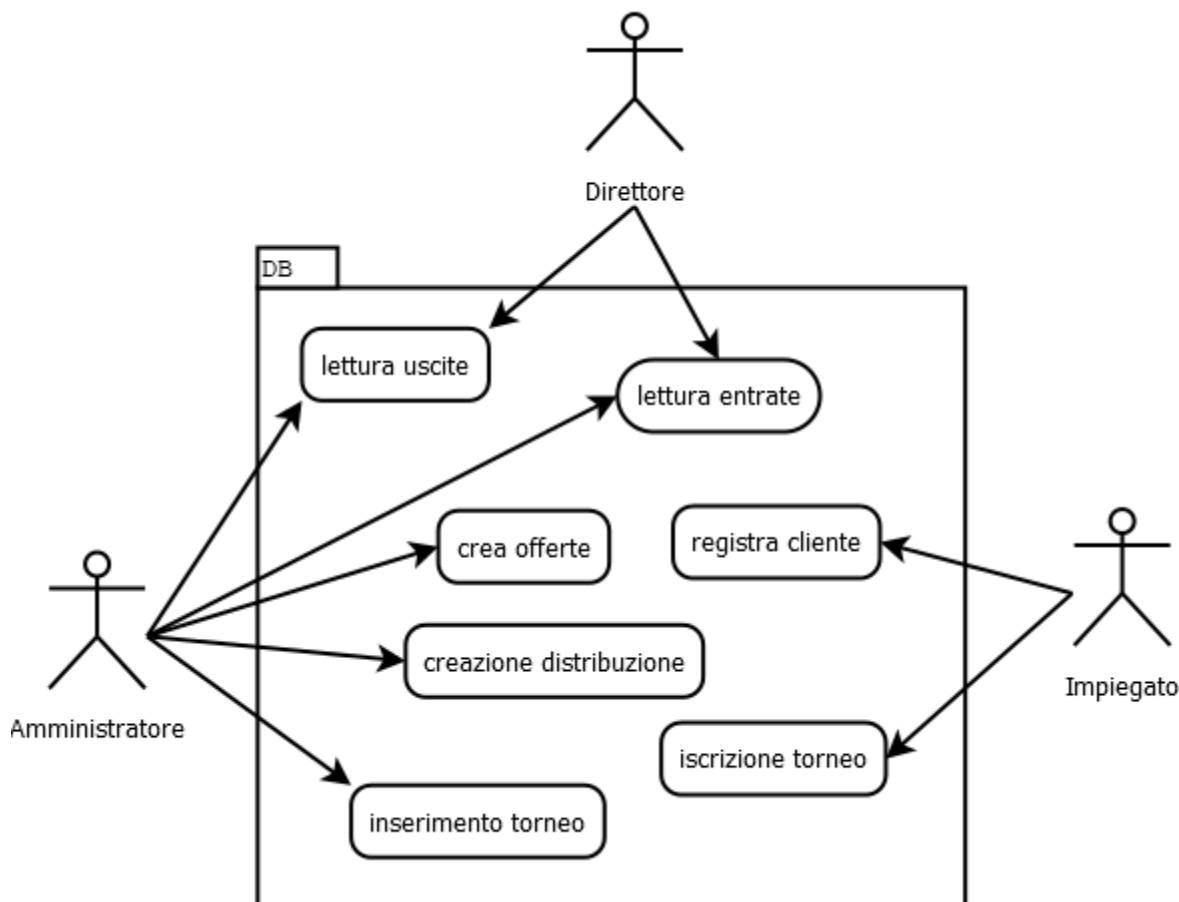 Direttore
DB
lettura uscite
lettura entrate
crea offerte
registra cliente
creazione distribuzione
Impiegato
Amministratore
iscrizione torneo
inserimento torneo